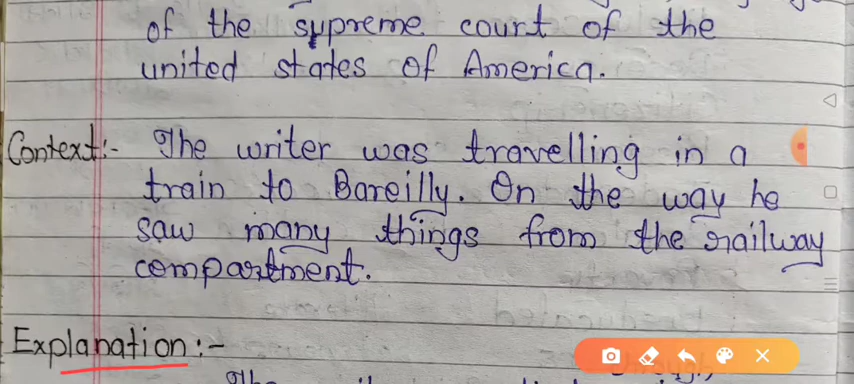 of the supreme court of the
united states of America.
Context:- The writer was travelling in a
train to Bareilly. On the way he
saw many things from the railway
compartment.
Explanation:-
The